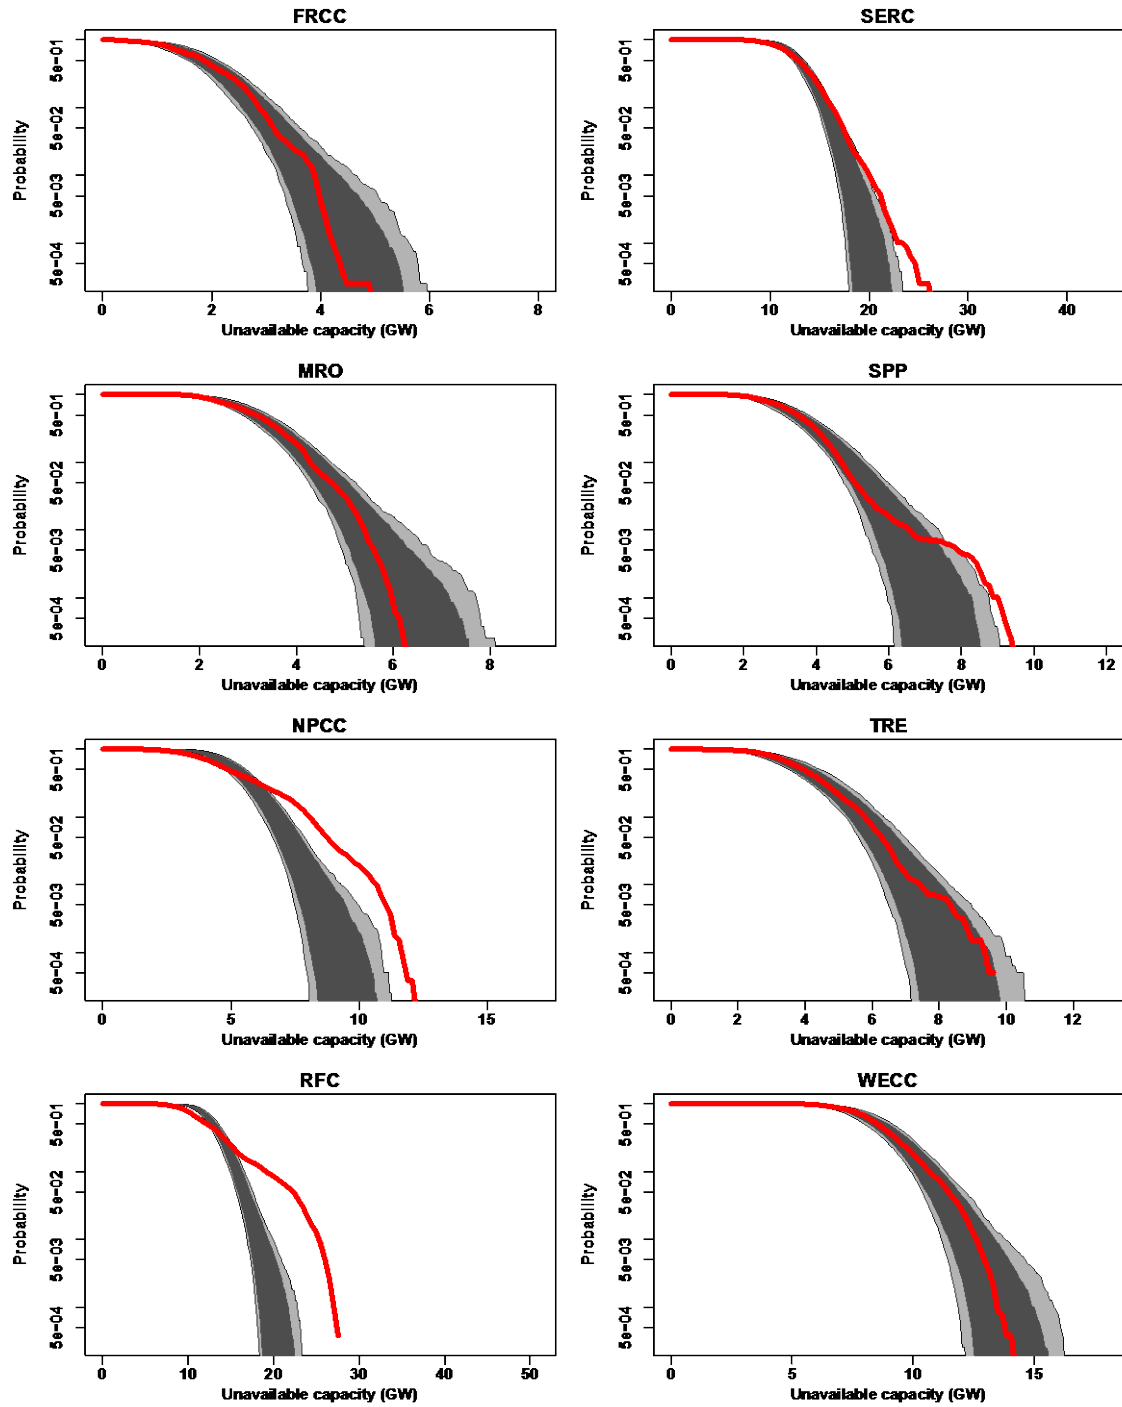 FRCC
Probability
5e-01
5e-02
5e-03
5e-04
0 2 4 6 8
Unavailable capacity (GW)
SERC
Probability
5e-01
5e-02
5e-03
5e-04
0 10 20 30 40
Unavailable capacity (GW)
MRO
Probability
5e-01
5e-02
5e-03
5e-04
0 2 4 6 8
Unavailable capacity (GW)
SPP
Probability
5e-01
5e-02
5e-03
5e-04
0 2 4 6 8 10 12
Unavailable capacity (GW)
NPCC
Probability
5e-01
5e-02
5e-03
5e-04
0 5 10 15
Unavailable capacity (GW)
TRE
Probability
5e-01
5e-02
5e-03
5e-04
0 2 4 6 8 10 12
Unavailable capacity (GW)
RFC
Probability
5e-01
5e-02
5e-03
5e-04
0 10 20 30 40 50
Unavailable capacity (GW)
WECC
Probability
5e-01
5e-02
5e-03
5e-04
0 5 10 15
Unavailable capacity (GW)